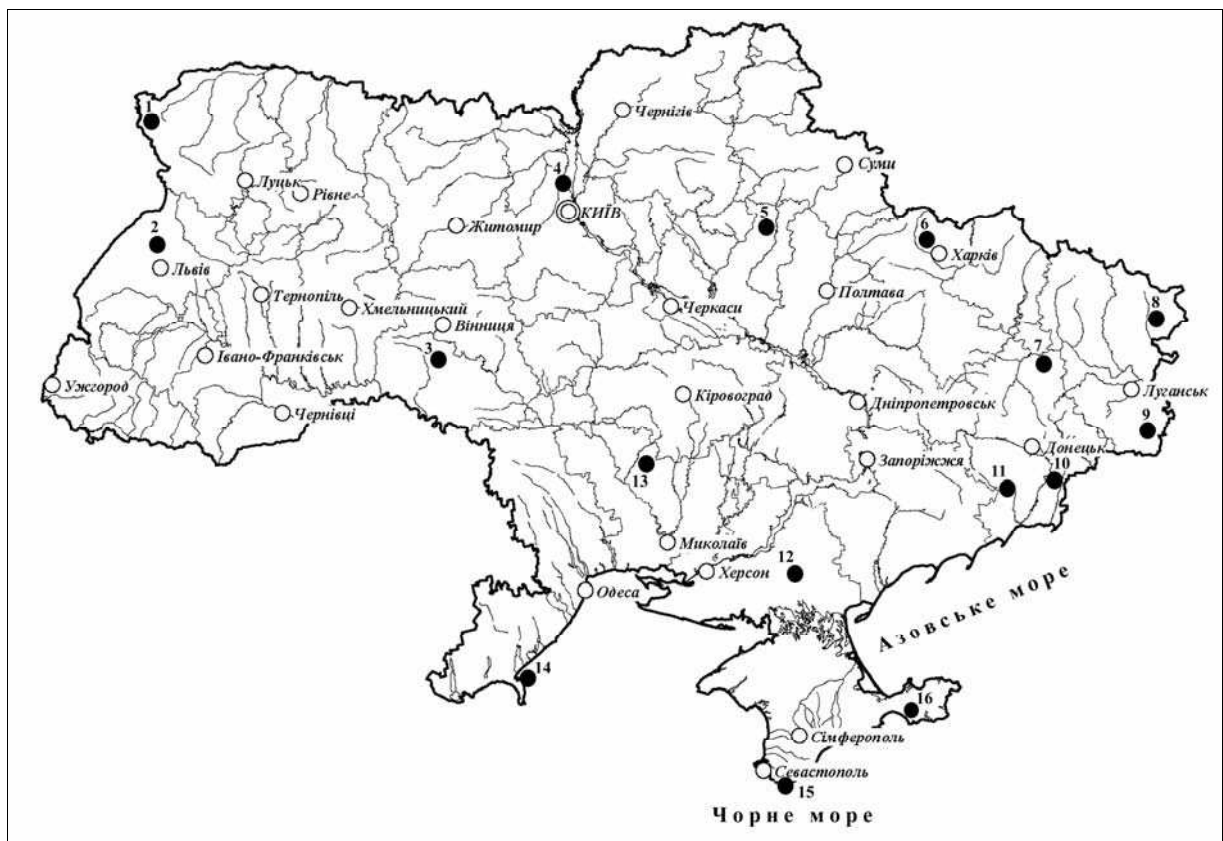 Чернігів
1
Суми
4
Луцьк
Рівне
КИЇВ
5
Житомир
6
2
Харків
Львів
Тернопіль
Полтава
8
Хмельницький
Черкаси
Вінниця
7
3
Івано-Франківськ
Ужгород
Кіровоград
Луганськ
Дніпропетровськ
Чернівці
9
Донецьк
Запоріжжя
11
10
13
Миколаїв
12
Херсон
Одеса
Азовське море
14
16
Сімферополь
Севастополь
15
Чорне море